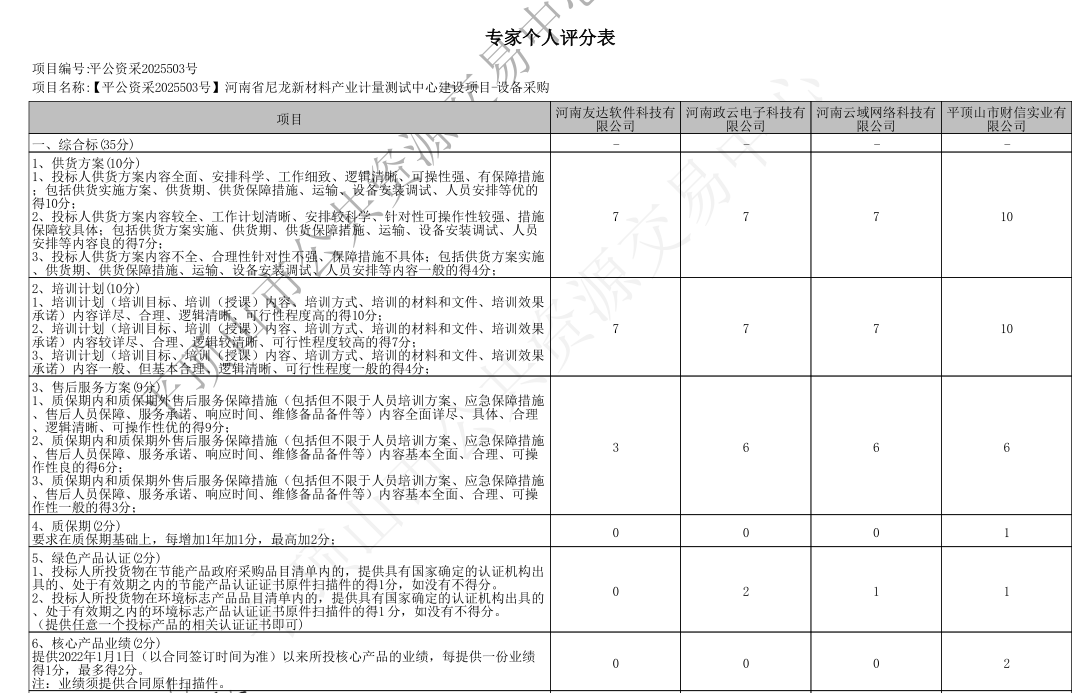 专家个人评分表
项目编号:平公资采2025503号
项目名称:【平公资采2025503号】河南省尼龙新材料产业计量测试中心建设项目-设备采购
项目 河南友达软件科技有限公司 河南政云电子科技有限公司 河南云域网络科技有限公司 平顶山市财信实业有限公司
一、综合标(35分) - - - -
1、供货方案(10分)
1、投标人供货方案内容全面、安排科学、工作细致、逻辑清晰、可操性强、有保障措施
；包括供货实施方案、供货期、供货保障措施、运输、设备安装调试、人员安排等优的
得10分；
2、投标人供货方案内容较全、工作计划清晰、安排较科学、针对性可操作性较强、措施
保障较具体；包括供货方案实施、供货期、供货保障措施、运输、设备安装调试、人员
安排等内容良的得7分；
3、投标人供货方案内容不全、合理性针对性不强、保障措施不具体；包括供货方案实施
、供货期、供货保障措施、运输、设备安装调试、人员安排等内容一般的得4分；
7 7 7 10
2、培训计划(10分)
1、培训计划（培训目标、培训（授课）内容、培训方式、培训的材料和文件、培训效果
承诺）内容详尽、合理、逻辑清晰、可行性程度高的得10分；
2、培训计划（培训目标、培训（授课）内容、培训方式、培训的材料和文件、培训效果
承诺）内容较详尽、合理、逻辑较清晰、可行性程度较高的得7分；
3、培训计划（培训目标、培训（授课）内容、培训方式、培训的材料和文件、培训效果
承诺）内容一般、但基本合理、逻辑清晰、可行性程度一般的得4分；
7 7 7 10
3、售后服务方案(9分)
1、质保期内和质保期外售后服务保障措施（包括但不限于人员培训方案、应急保障措施
、售后人员保障、服务承诺、响应时间、维修备品备件等）内容全面详尽、具体、合理
、逻辑清晰、可操作性优的得9分；
2、质保期内和质保期外售后服务保障措施（包括但不限于人员培训方案、应急保障措施
、售后人员保障、服务承诺、响应时间、维修备品备件等）内容基本全面、合理、可操
作性良的得6分；
3、质保期内和质保期外售后服务保障措施（包括但不限于人员培训方案、应急保障措施
、售后人员保障、服务承诺、响应时间、维修备品备件等）内容基本全面、合理、可操
作性一般的得3分；
3 6 6 6
4、质保期(2分)
要求在质保期基础上，每增加1年加1分，最高加2分；
0 0 0 1
5、绿色产品认证(2分)
1、投标人所投货物在节能产品政府采购品目清单内的，提供具有国家确定的认证机构出
具的、处于有效期之内的节能产品认证证书原件扫描件的得1分，如没有不得分。
2、投标人所投货物在环境标志产品品目清单内的，提供具有国家确定的认证机构出具的
、处于有效期之内的环境标志产品认证证书原件扫描件的得1 分，如没有不得分。
（提供任意一个投标产品的相关认证证书即可)
0 2 1 1
6、核心产品业绩(2分)
提供2022年1月1日（以合同签订时间为准）以来所投核心产品的业绩，每提供一份业绩
得1分，最多得2分。
注：业绩须提供合同原件扫描件。
0 0 0 2
平顶山市公共资源交易中心
顶山市公共资源交易中心